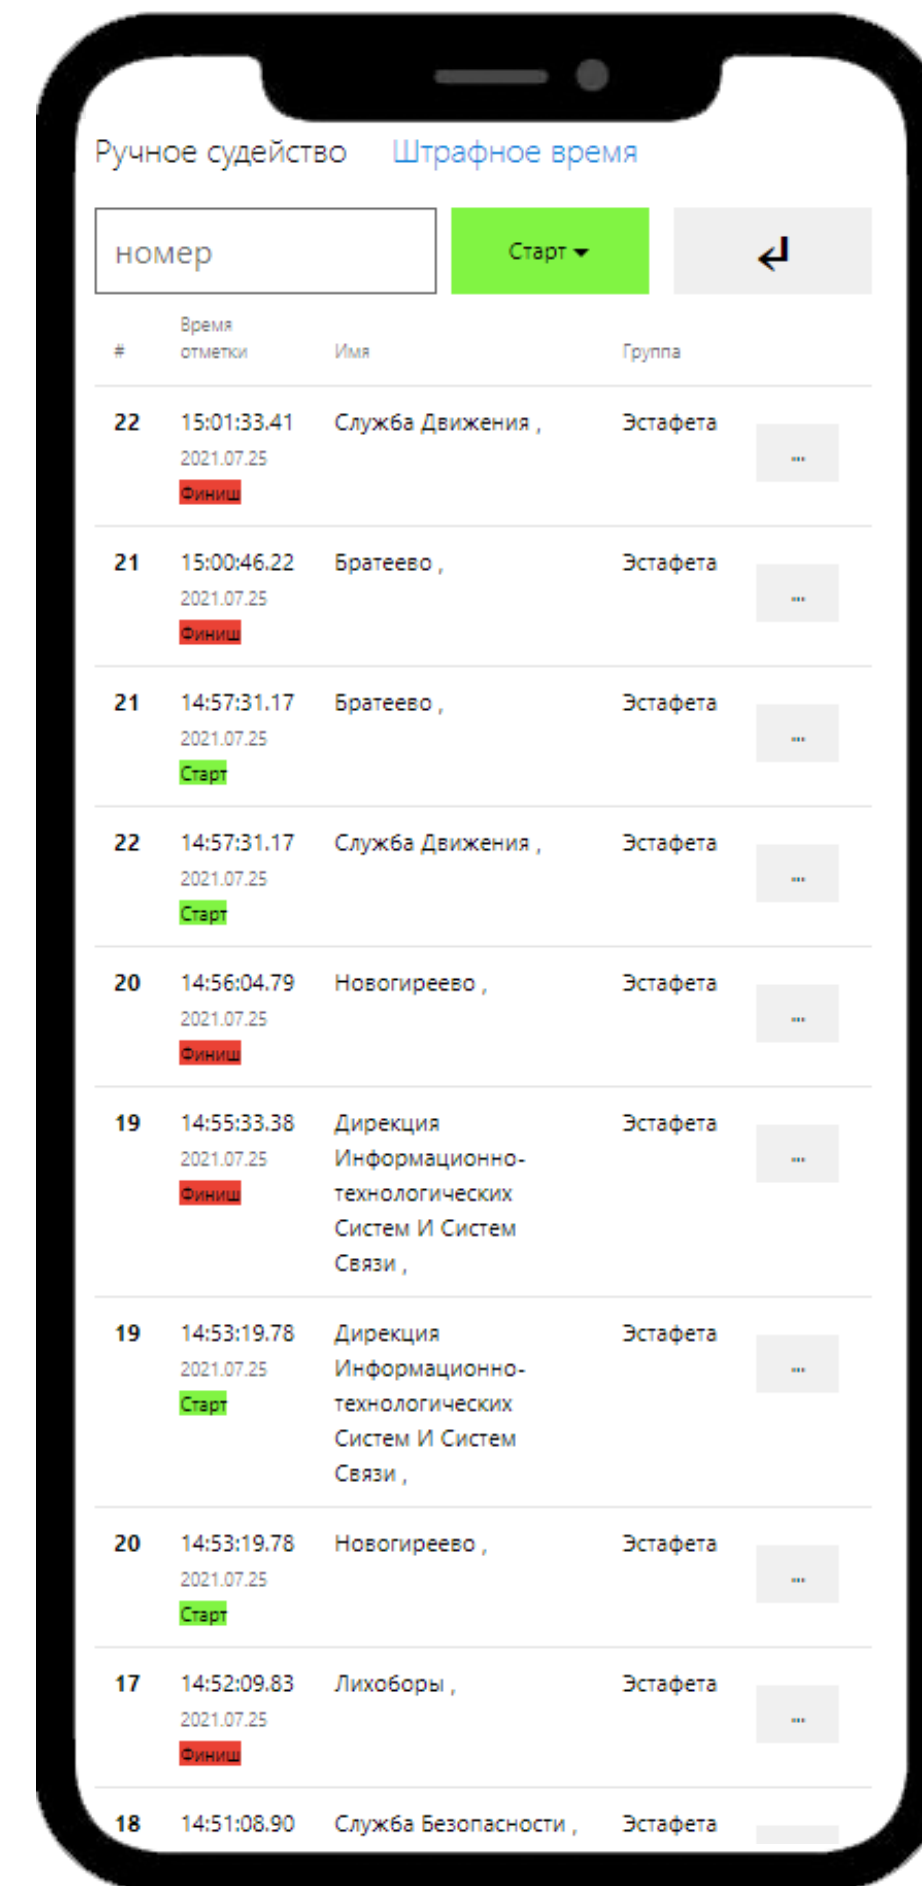 Ручное судейство Штрафное время
номер Старт
Время
# отметки Имя Группа
22 15:01:33.41 Служба Движения , Эстафета
2021.07.25 ...
Финиш
21 15:00:46.22 Братеево , Эстафета
2021.07.25 ...
Финиш
21 14:57:31.17 Братеево , Эстафета
2021.07.25 ...
Старт
22 14:57:31.17 Служба Движения , Эстафета
2021.07.25 ...
Старт
20 14:56:04.79 Новогиреево , Эстафета
2021.07.25 ...
Финиш
19 14:55:33.38 Дирекция Эстафета
2021.07.25 Информационно- ...
Финиш технологических
Систем И Систем
Связи ,
19 14:53:19.78 Дирекция Эстафета
2021.07.25 Информационно- ...
Старт технологических
Систем И Систем
Связи ,
20 14:53:19.78 Новогиреево , Эстафета
2021.07.25 ...
Старт
17 14:52:09.83 Лихоборы , Эстафета
2021.07.25 ...
Финиш
18 14:51:08.90 Служба Безопасности , Эстафета